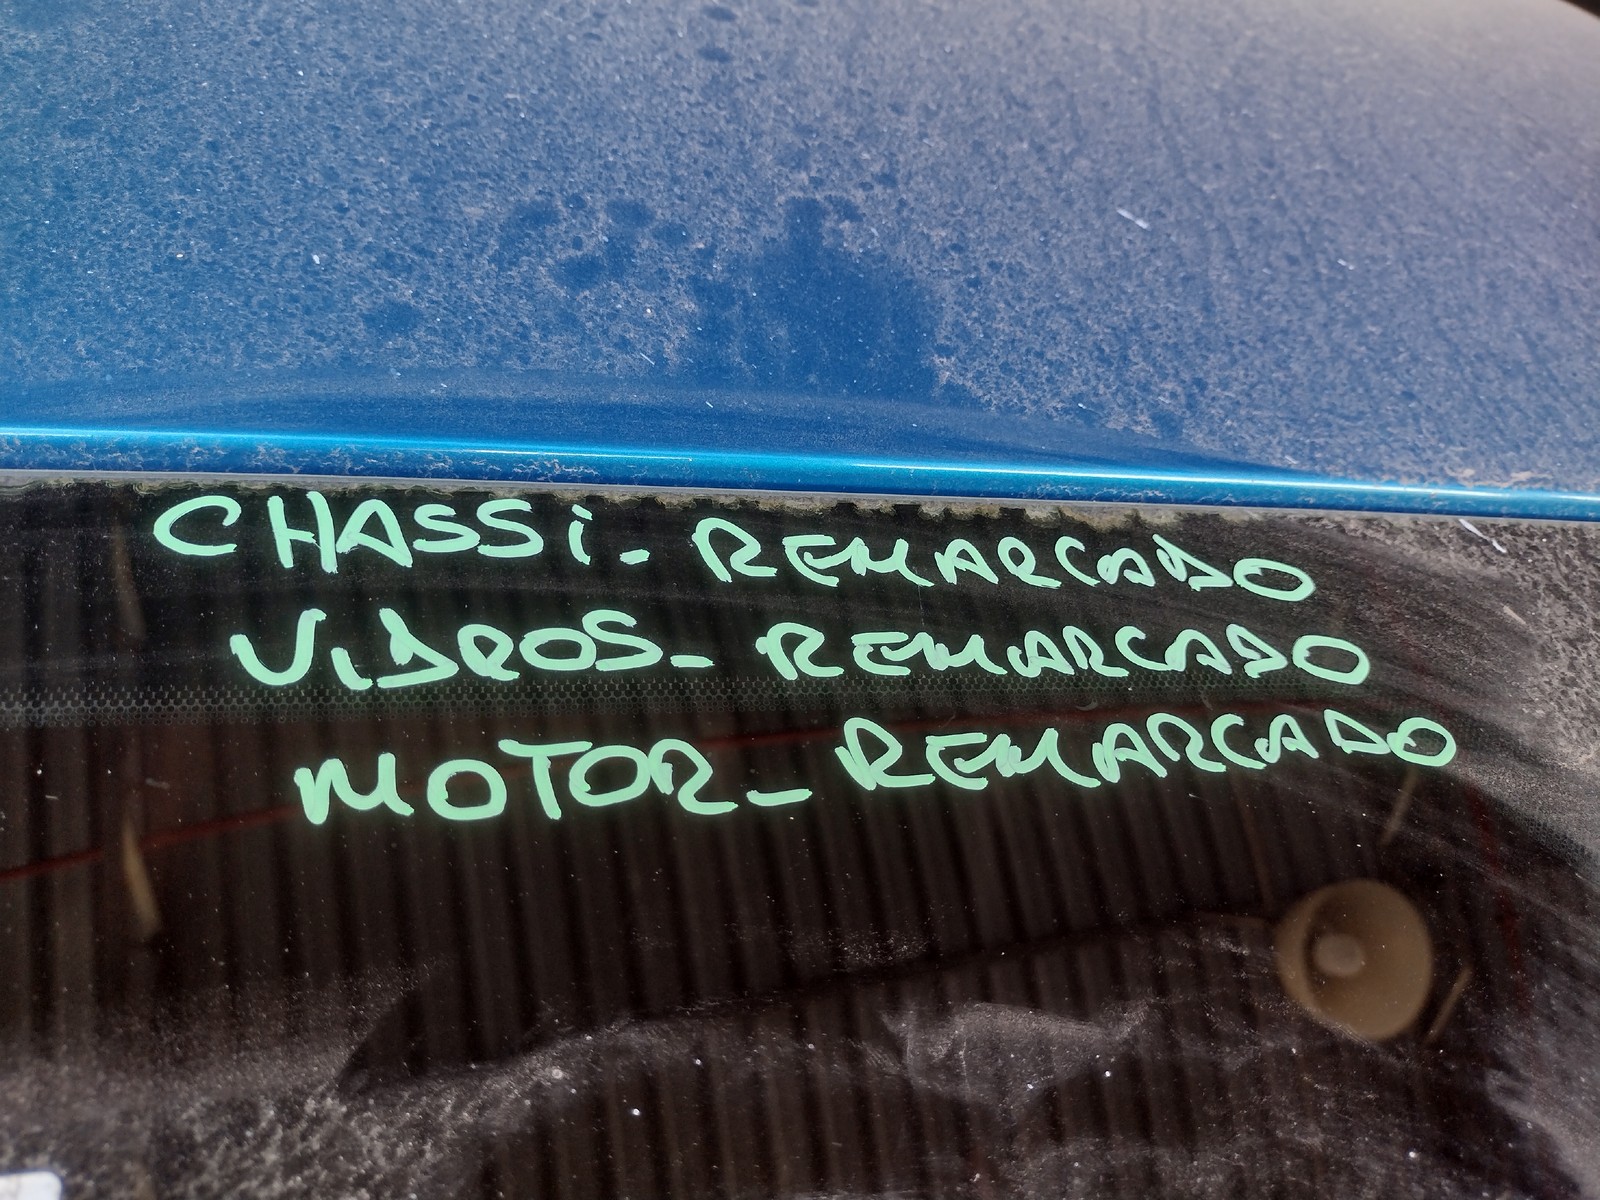 CHASSi - REMARCADO
ViDROS - REMARCADO
MOTOR - REMARCADO